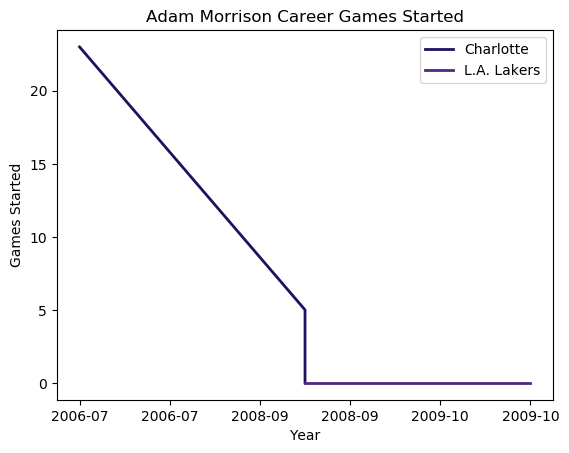 Adam Morrison Career Games Started
Charlotte
L.A. Lakers
Games Started
20
15
10
5
0
2006-07 2006-07 2008-09 2008-09 2009-10 2009-10
Year